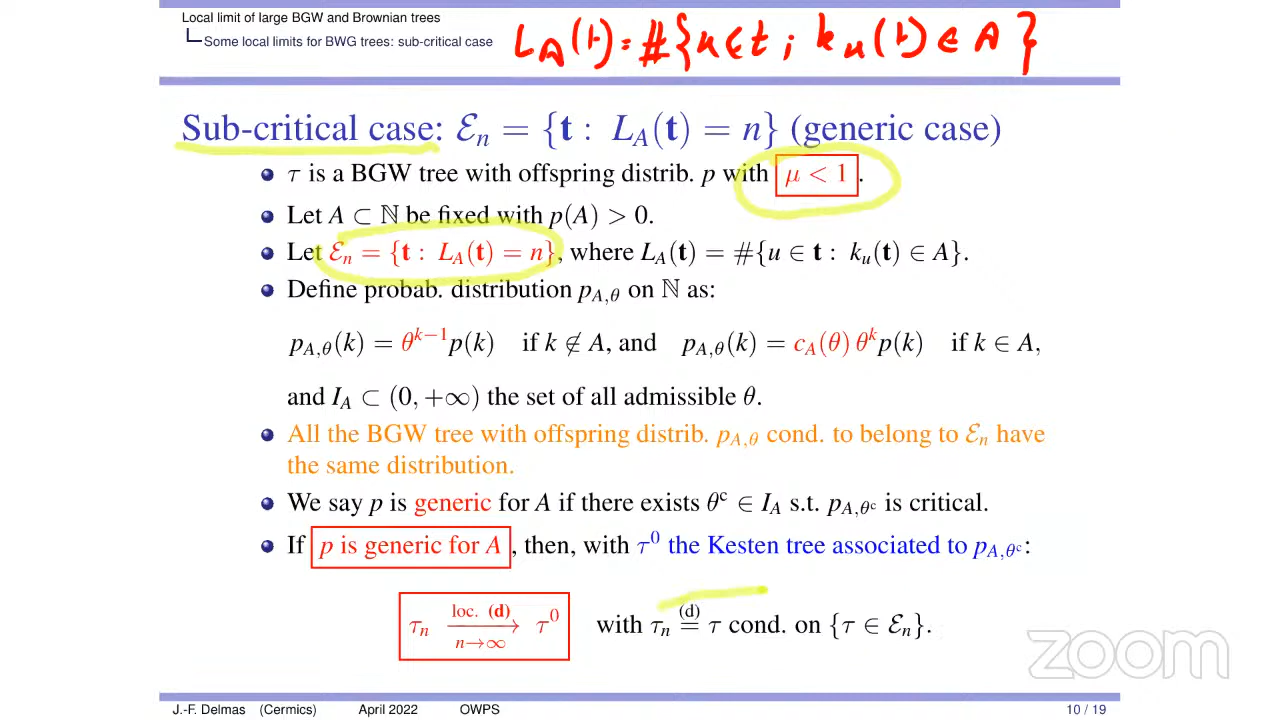 Local limit of large BGW and Brownian trees
Some local limits for BWG trees: sub-critical case
L_A(t) = #{u ∈ t ; k_u(t) ∈ A}
Sub-critical case: ℰ_n = {t : L_A(t) = n} (generic case)
τ is a BGW tree with offspring distrib. p with μ < 1.
Let A ⊂ ℕ be fixed with p(A) > 0.
Let ℰ_n = {t : L_A(t) = n}, where L_A(t) = #{u ∈ t : k_u(t) ∈ A}.
Define probab. distribution p_{A,θ} on ℕ as:
p_{A,θ}(k) = θ^{k−1}p(k) if k ∉ A, and p_{A,θ}(k) = c_A(θ) θ^k p(k) if k ∈ A,
and I_A ⊂ (0, +∞) the set of all admissible θ.
All the BGW tree with offspring distrib. p_{A,θ} cond. to belong to ℰ_n have
the same distribution.
We say p is generic for A if there exists θ^c ∈ I_A s.t. p_{A,θ^c} is critical.
If p is generic for A, then, with τ^0 the Kesten tree associated to p_{A,θ^c}:
τ_n \xrightarrow[n→∞]{loc. (d)} τ^0 with τ_n \overset{(d)}{=} τ cond. on {τ ∈ ℰ_n}.
zoom
J.-F. Delmas (Cermics) April 2022 OWPS 10 / 19